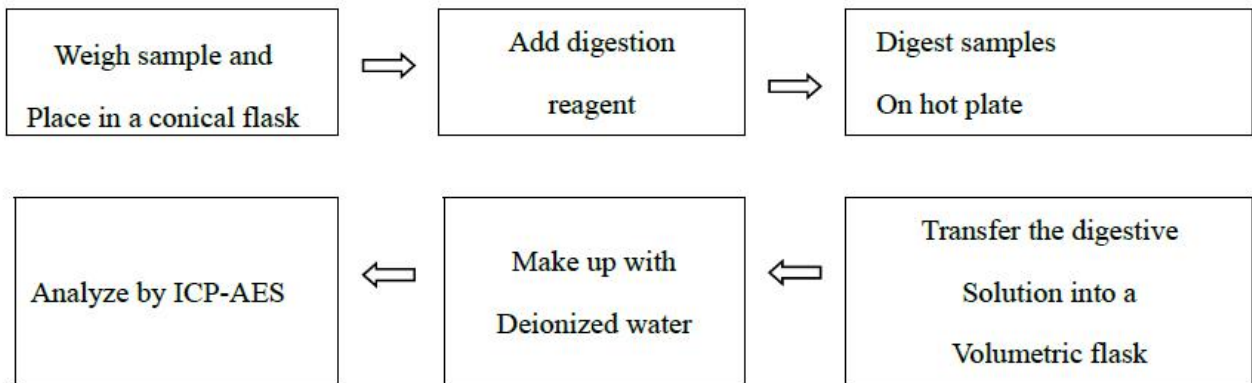 Weigh sample and
Place in a conical flask
Add digestion
reagent
Digest samples
On hot plate
Analyze by ICP-AES
Make up with
Deionized water
Transfer the digestive
Solution into a
Volumetric flask